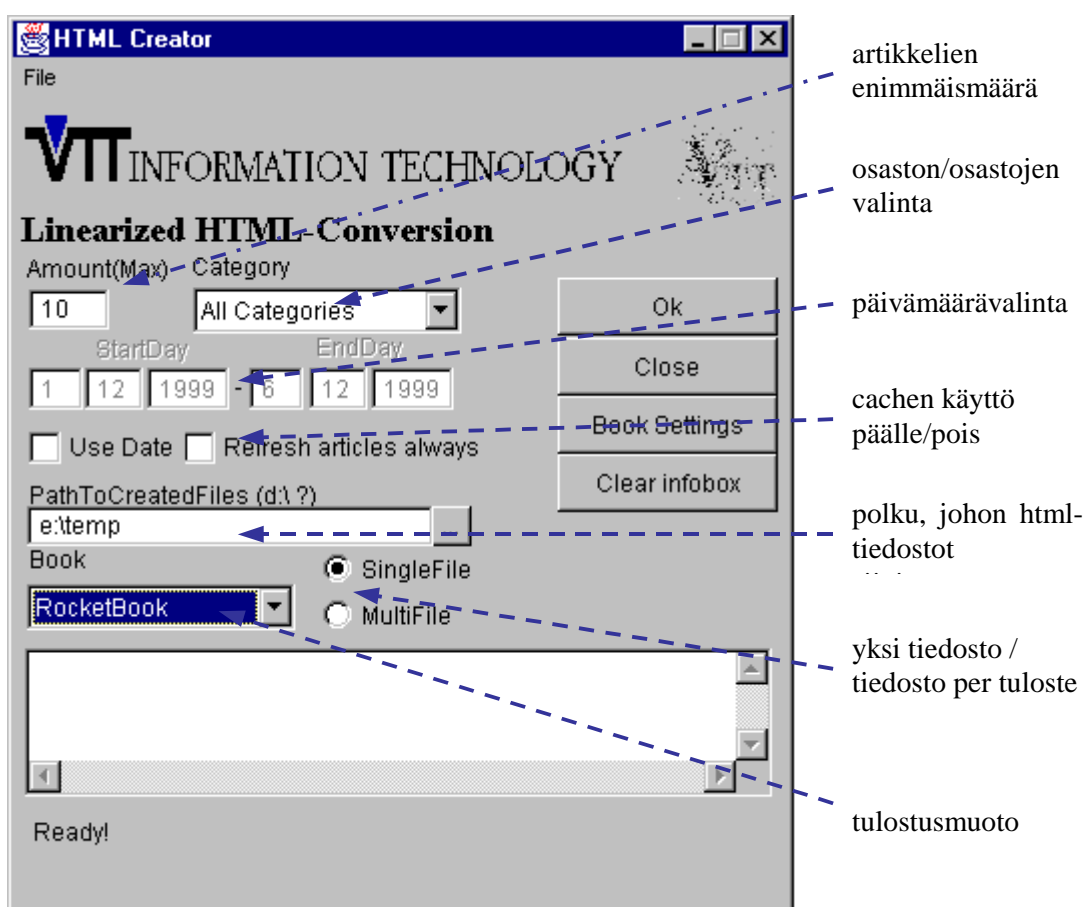 HTML Creator
File
VTT INFORMATION TECHNOLOGY
Linearized HTML-Conversion
Amount(Max) Category
10 All Categories
StartDay EndDay
1 12 1999 - 6 12 1999
Use Date Refresh articles always
PathToCreatedFiles (d:\ ?)
e:\temp ...
Book
RocketBook
SingleFile
MultiFile
Ok
Close
Book Settings
Clear infobox
Ready!
artikkelien
enimmäismäärä
osaston/osastojen
valinta
päivämäärävalinta
cachen käyttö
päälle/pois
polku, johon html-
tiedostot
yksi tiedosto /
tiedosto per tuloste
tulostusmuoto